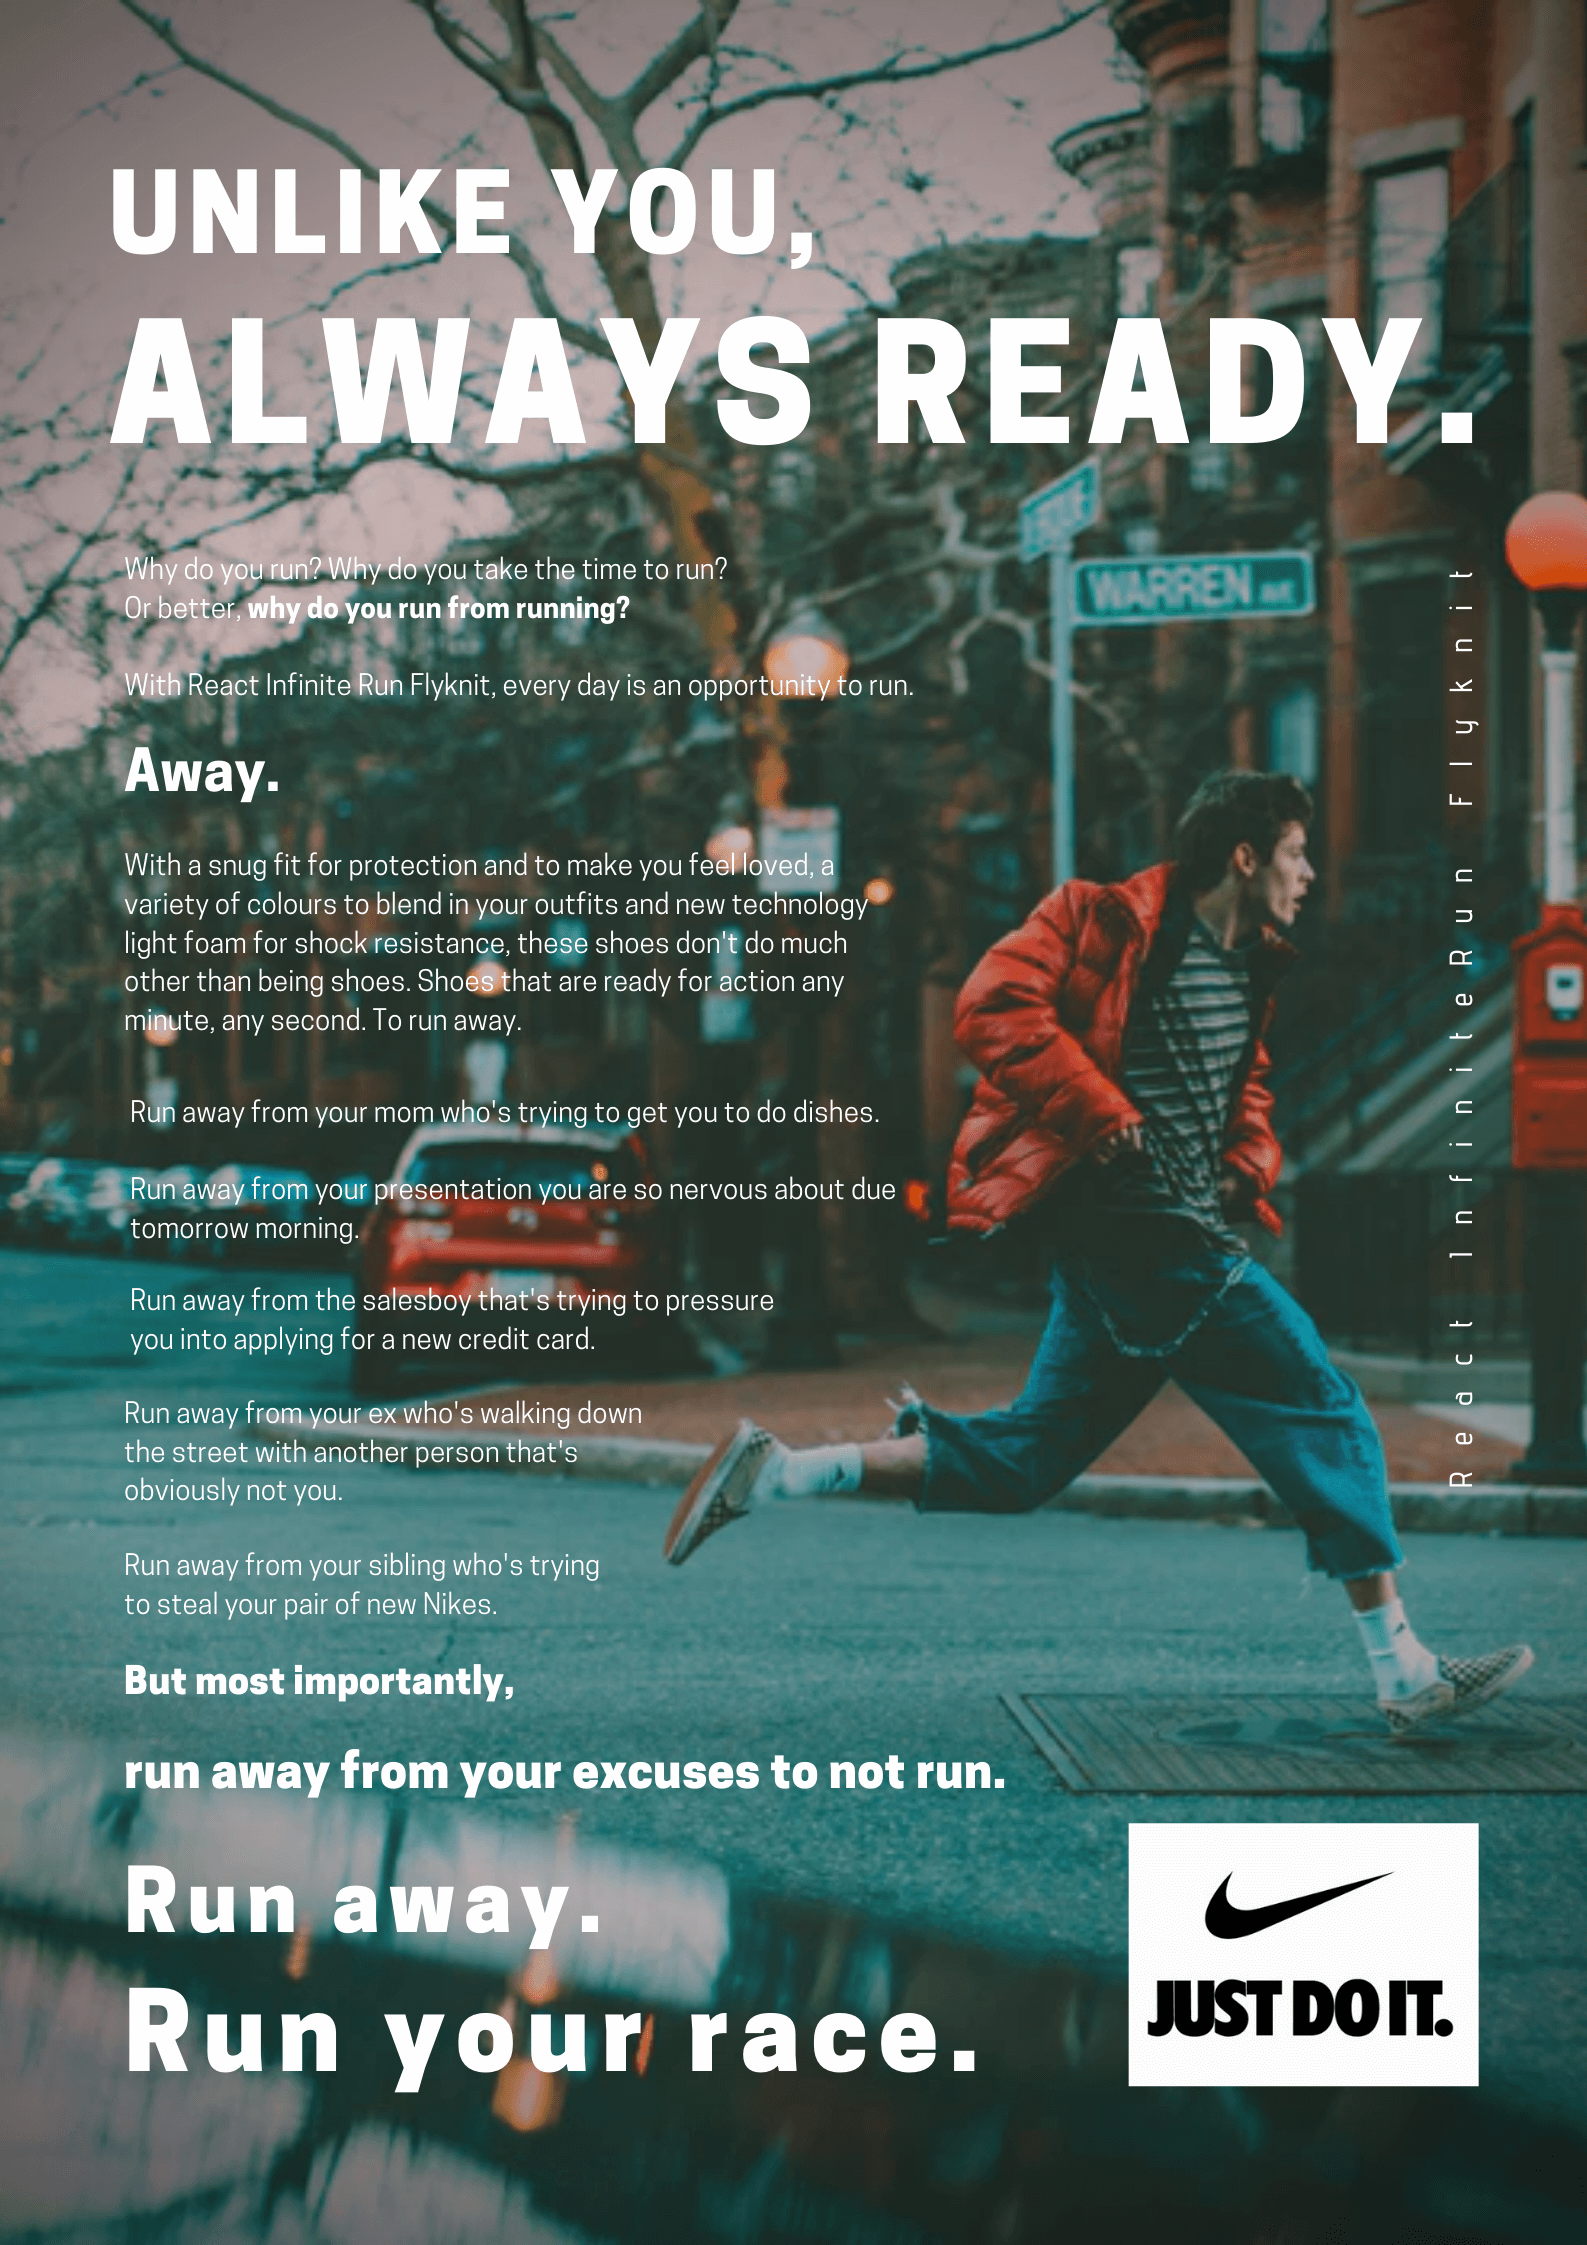 UNLIKE YOU,
ALWAYS READY.
Why do you run? Why do you take the time to run?
Or better, why do you run from running?
With React Infinite Run Flyknit, every day is an opportunity to run.
Away.
With a snug fit for protection and to make you feel loved, a
variety of colours to blend in your outfits and new technology
light foam for shock resistance, these shoes don't do much
other than being shoes. Shoes that are ready for action any
minute, any second. To run away.
Run away from your mom who's trying to get you to do dishes.
Run away from your presentation you are so nervous about due
tomorrow morning.
Run away from the salesboy that's trying to pressure
you into applying for a new credit card.
Run away from your ex who's walking down
the street with another person that's
obviously not you.
Run away from your sibling who's trying
to steal your pair of new Nikes.
But most importantly,
run away from your excuses to not run.
Run away.
Run your race.
React InfiniteRun Flyknit
WARREN AVE
JUST DO IT.